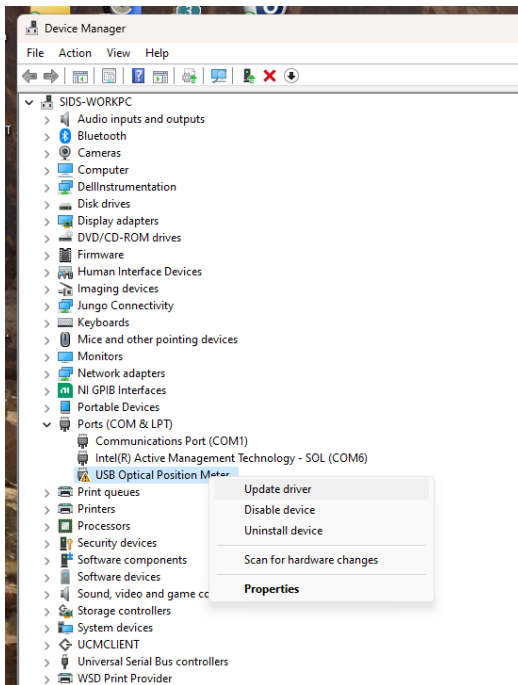 Device Manager
File Action View Help
SIDS-WORKPC
Audio inputs and outputs
Bluetooth
Cameras
Computer
DellInstrumentation
Disk drives
Display adapters
DVD/CD-ROM drives
Firmware
Human Interface Devices
Imaging devices
Jungo Connectivity
Keyboards
Mice and other pointing devices
Monitors
Network adapters
NI GPIB Interfaces
Portable Devices
Ports (COM & LPT)
Communications Port (COM1)
Intel(R) Active Management Technology - SOL (COM6)
USB Optical Position Meter
Update driver
Disable device
Uninstall device
Scan for hardware changes
Properties
Print queues
Printers
Processors
Security devices
Software components
Software devices
Sound, video and game co
Storage controllers
System devices
UCMCLIENT
Universal Serial Bus controllers
WSD Print Provider